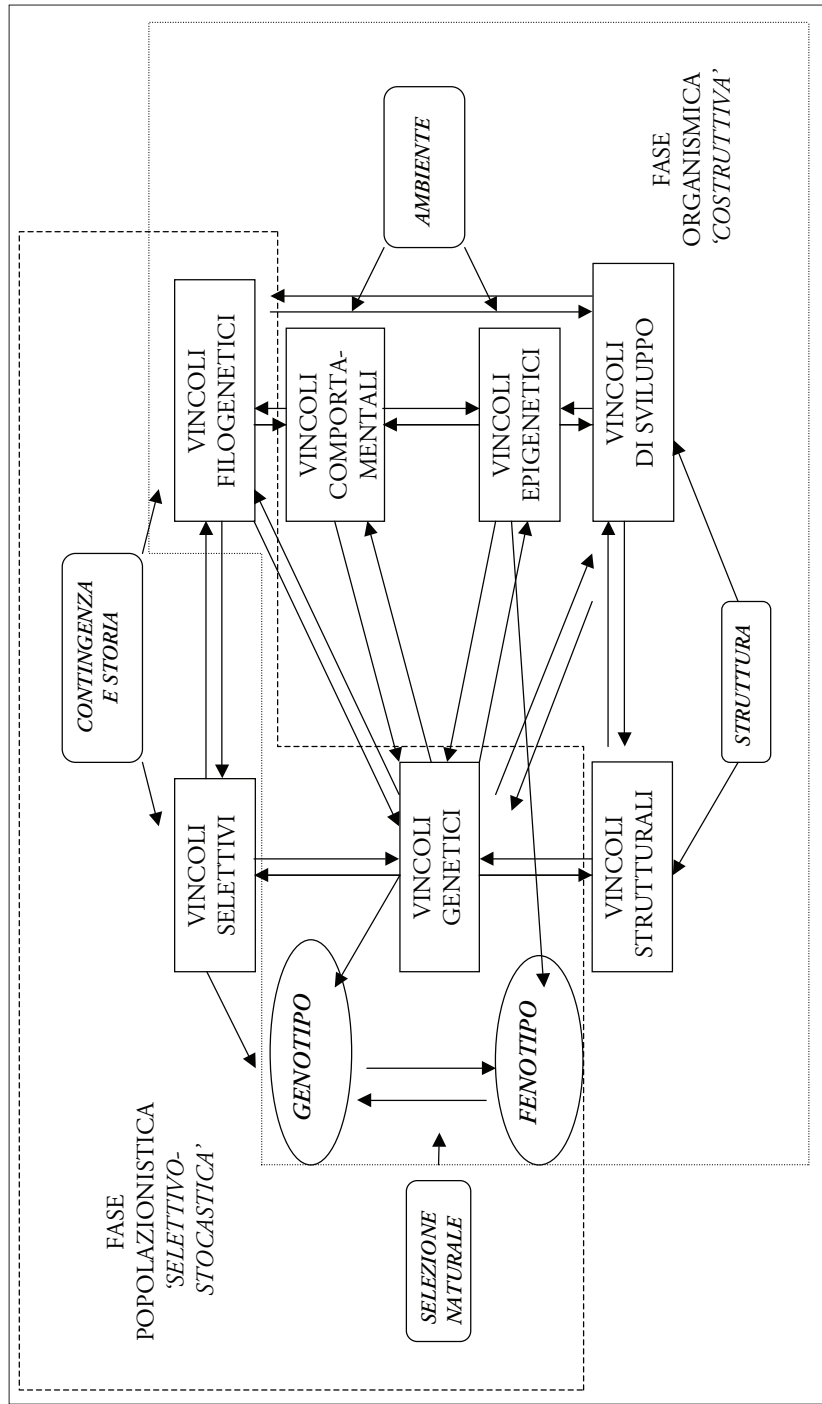 FASE
POPOLAZIONISTICA
‘SELETTIVO-
STOCASTICA’
CONTINGENZA
E STORIA
VINCOLI
SELETTIVI
VINCOLI
FILOGENETICI
GENOTIPO
VINCOLI
COMPORTA-
MENTALI
SELEZIONE
NATURALE
VINCOLI
GENETICI
AMBIENTE
FENOTIPO
VINCOLI
EPIGENETICI
VINCOLI
STRUTTURALI
VINCOLI
DI SVILUPPO
STRUTTURA
FASE
ORGANISMICA
‘COSTRUTTIVA’